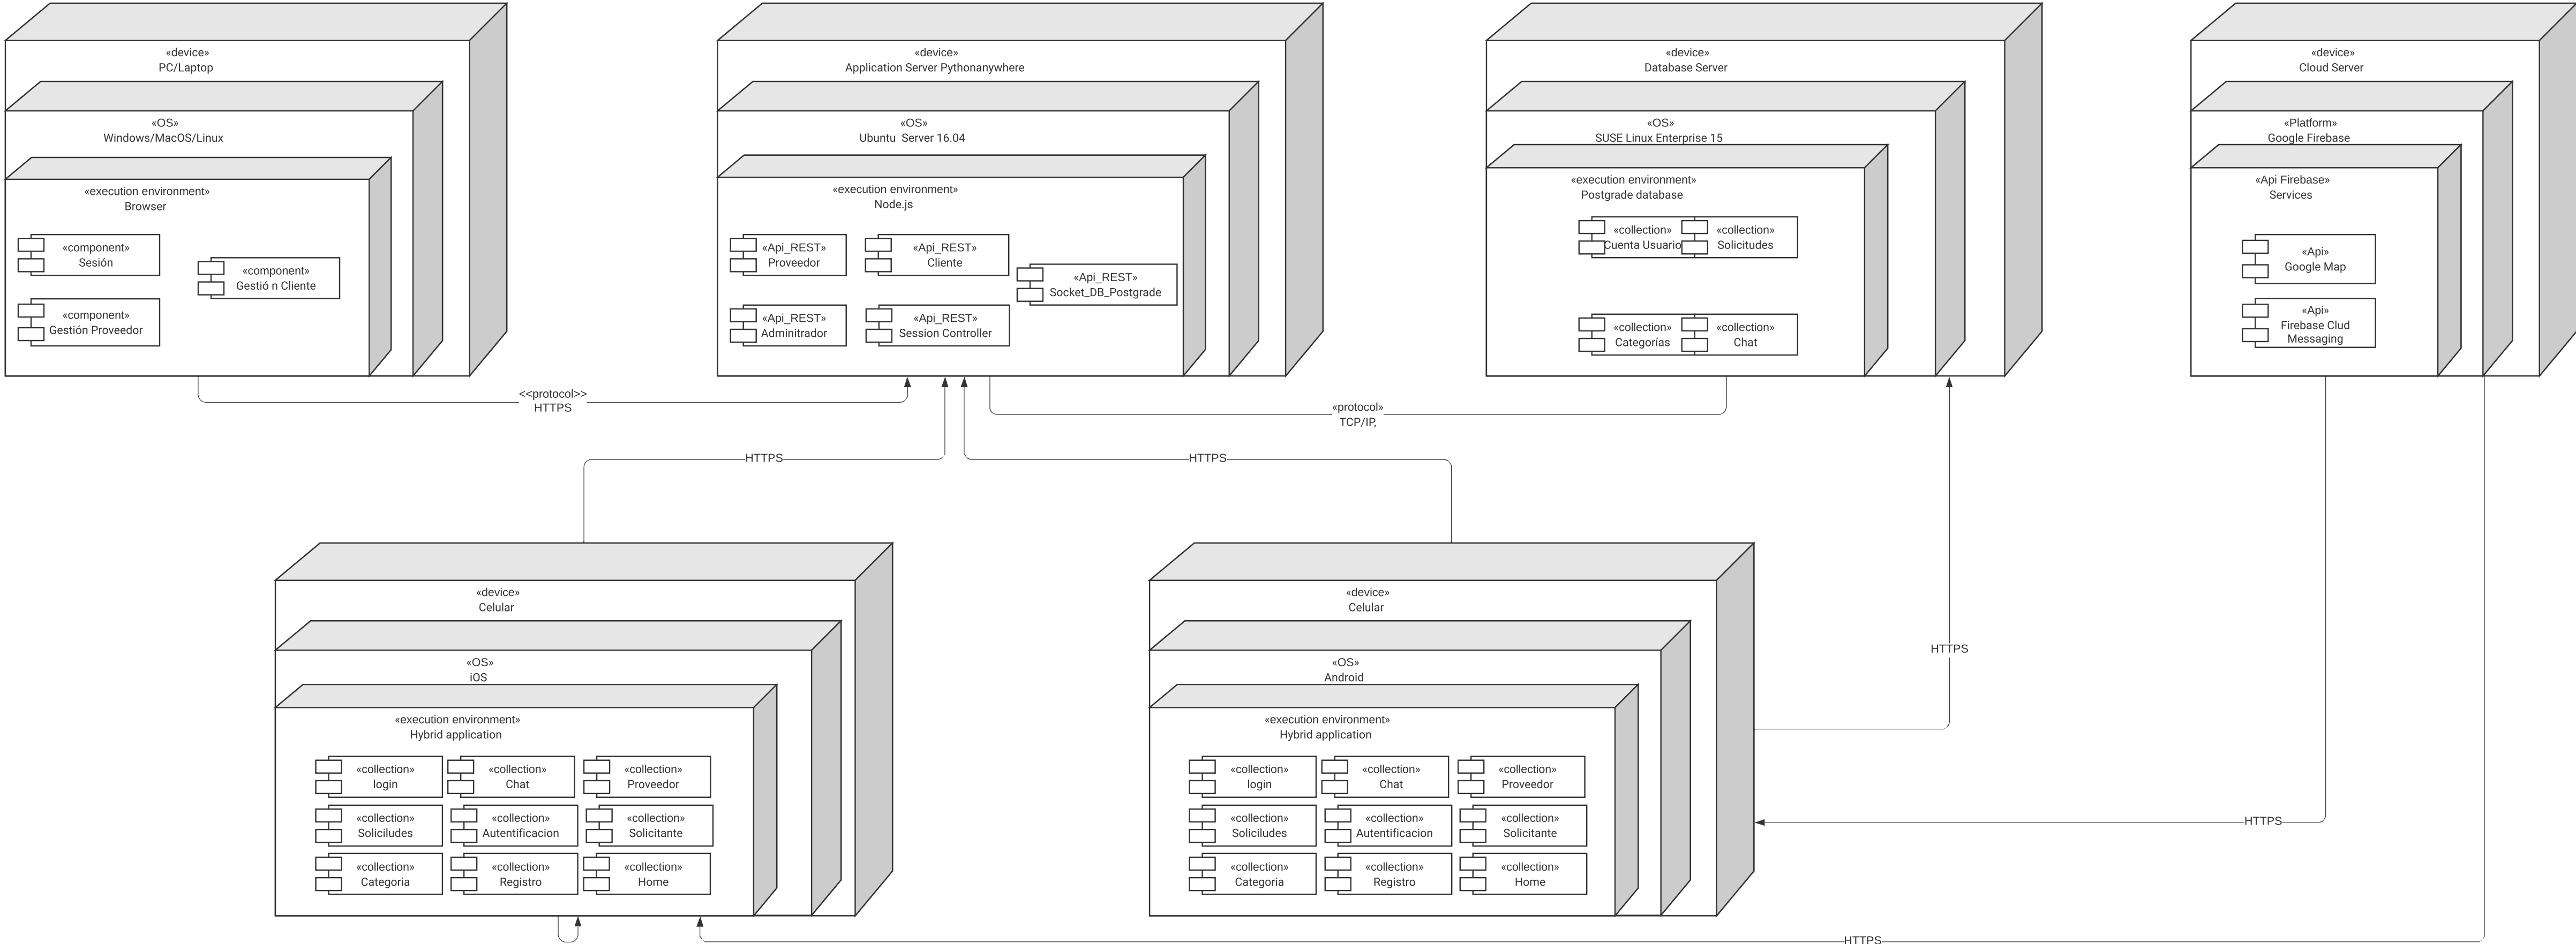 «device»
PC/Laptop
«OS»
Windows/MacOS/Linux
«execution environment»
Browser
«component»
Sesión
«component»
Gestió n Cliente
«component»
Gestión Proveedor
«device»
Application Server Pythonanywhere
«OS»
Ubuntu  Server 16.04
«execution environment»
Node.js
«Api_REST»
Proveedor
«Api_REST»
Cliente
«Api_REST»
Socket_DB_Postgrade
«Api_REST»
Adminitrador
«Api_REST»
Session Controller
«device»
Database Server
«OS»
SUSE Linux Enterprise 15
«execution environment»
Postgrade database
«collection»
Cuenta Usuario
«collection»
Solicitudes
«collection»
Categorías
«collection»
Chat
«device»
Cloud Server
«Platform»
Google Firebase
«Api Firebase»
Services
«Api»
Google Map
«Api»
Firebase Clud
Messaging
<<protocol>>
HTTPS
«protocol»
TCP/IP,
HTTPS
HTTPS
«device»
Celular
«OS»
iOS
«execution environment»
Hybrid application
«collection»
login
«collection»
Chat
«collection»
Proveedor
«collection»
Soliciludes
«collection»
Autentificacion
«collection»
Solicitante
«collection»
Categoria
«collection»
Registro
«collection»
Home
«device»
Celular
«OS»
Android
«execution environment»
Hybrid application
«collection»
login
«collection»
Chat
«collection»
Proveedor
«collection»
Soliciludes
«collection»
Autentificacion
«collection»
Solicitante
«collection»
Categoria
«collection»
Registro
«collection»
Home
HTTPS
HTTPS
HTTPS